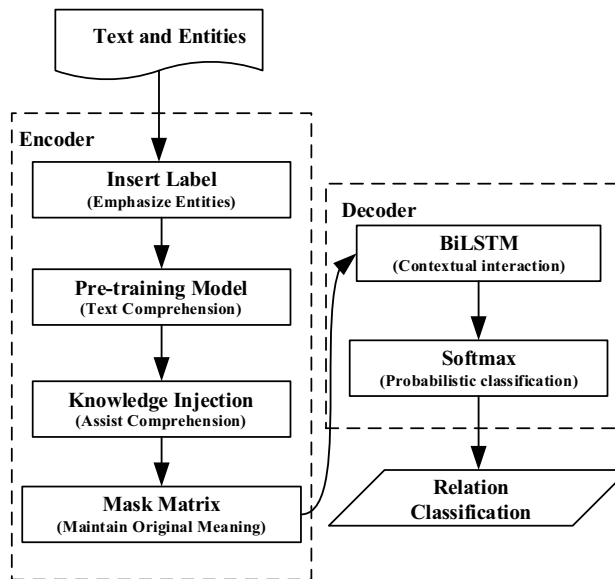 Text and Entities
Encoder
Insert Label
(Emphasize Entities)
Pre-training Model
(Text Comprehension)
Knowledge Injection
(Assist Comprehension)
Mask Matrix
(Maintain Original Meaning)
Decoder
BiLSTM
(Contextual interaction)
Softmax
(Probabilistic classification)
Relation
Classification